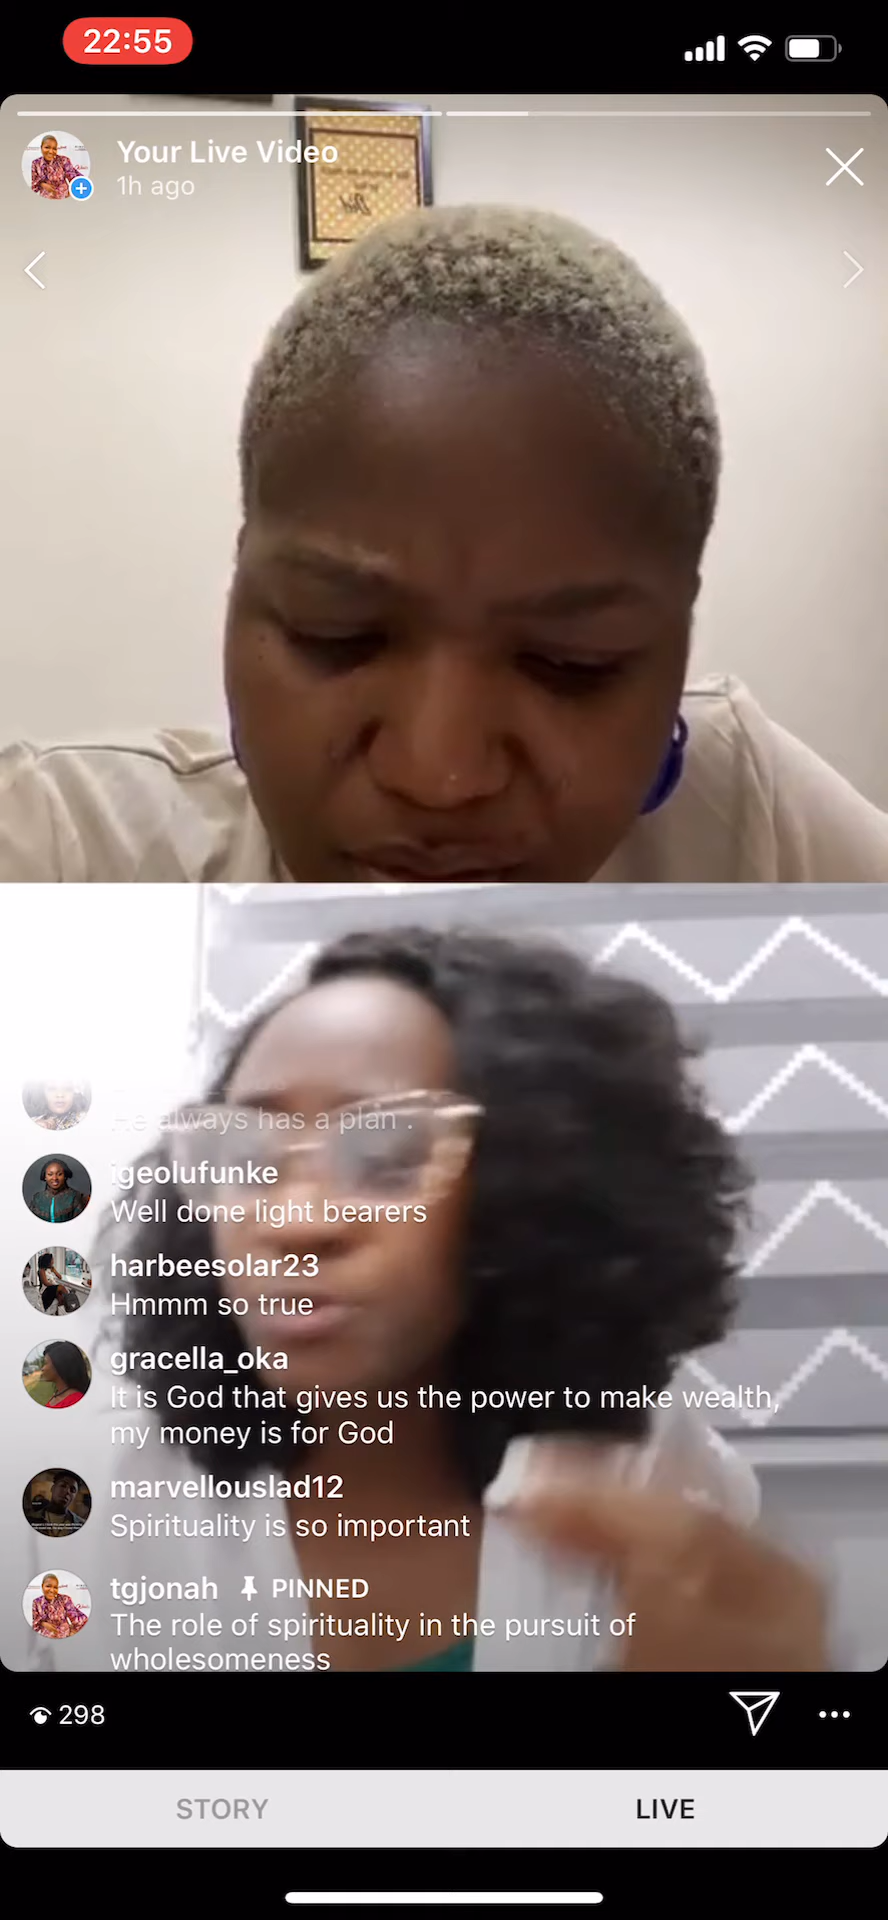 22:55
Your Live Video
1h ago
He always has a plan .
igeolufunke
Well done light bearers
harbeesolar23
Hmmm so true
gracella_oka
It is God that gives us the power to make wealth,
my money is for God
marvellouslad12
Spirituality is so important
tgjonah PINNED
The role of spirituality in the pursuit of
wholesomeness
298
STORY
LIVE